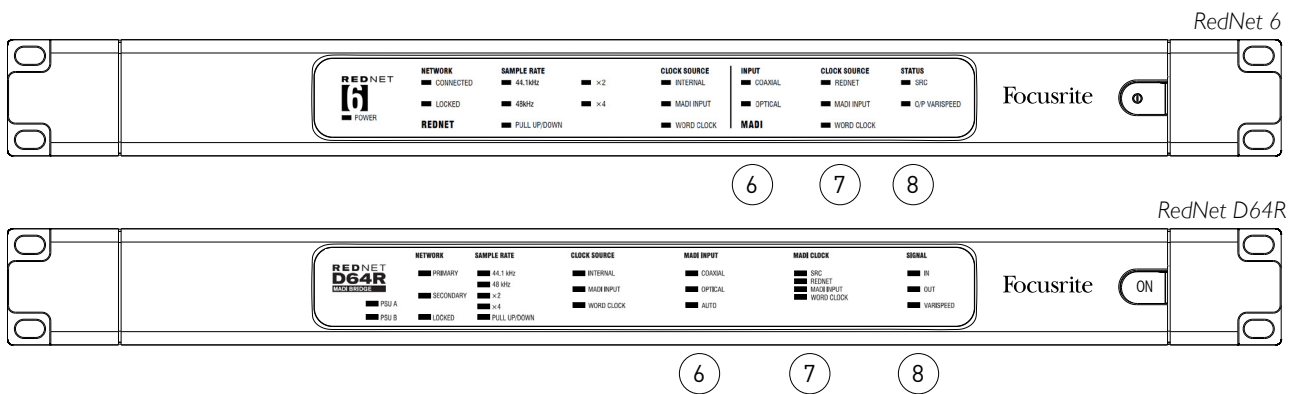 RedNet 6
REDNET
6
POWER
NETWORK
CONNECTED
LOCKED
REDNET
SAMPLE RATE
44.1kHz
48kHz
PULL UP/DOWN
×2
×4
CLOCK SOURCE
INTERNAL
MADI INPUT
WORD CLOCK
INPUT
COAXIAL
OPTICAL
MADI
CLOCK SOURCE
REDNET
MADI INPUT
WORD CLOCK
STATUS
SRC
O/P VARISPEED
Focusrite
6
7
8
RedNet D64R
REDNET
D64R
MADI BRIDGE
PSU A
PSU B
NETWORK
PRIMARY
SECONDARY
LOCKED
SAMPLE RATE
44.1 kHz
48 kHz
×2
×4
PULL UP/DOWN
CLOCK SOURCE
INTERNAL
MADI INPUT
WORD CLOCK
MADI INPUT
COAXIAL
OPTICAL
AUTO
MADI CLOCK
SRC
REDNET
MADI INPUT
WORD CLOCK
SIGNAL
IN
OUT
VARISPEED
Focusrite
ON
6
7
8